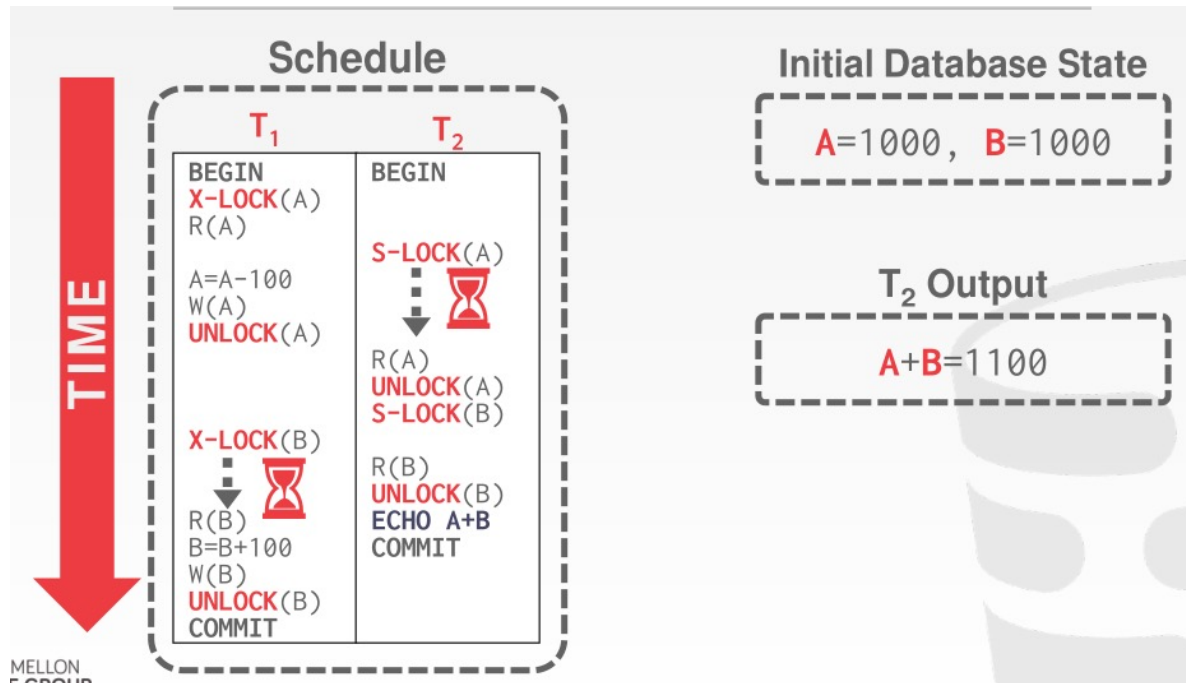 Schedule
T₁
T₂
BEGIN
X-LOCK(A)
R(A)
A=A-100
W(A)
UNLOCK(A)
X-LOCK(B)
R(B)
B=B+100
W(B)
UNLOCK(B)
COMMIT
BEGIN
S-LOCK(A)
R(A)
UNLOCK(A)
S-LOCK(B)
R(B)
UNLOCK(B)
ECHO A+B
COMMIT
TIME
Initial Database State
A=1000, B=1000
T₂ Output
A+B=1100
MELLON
E GROUP